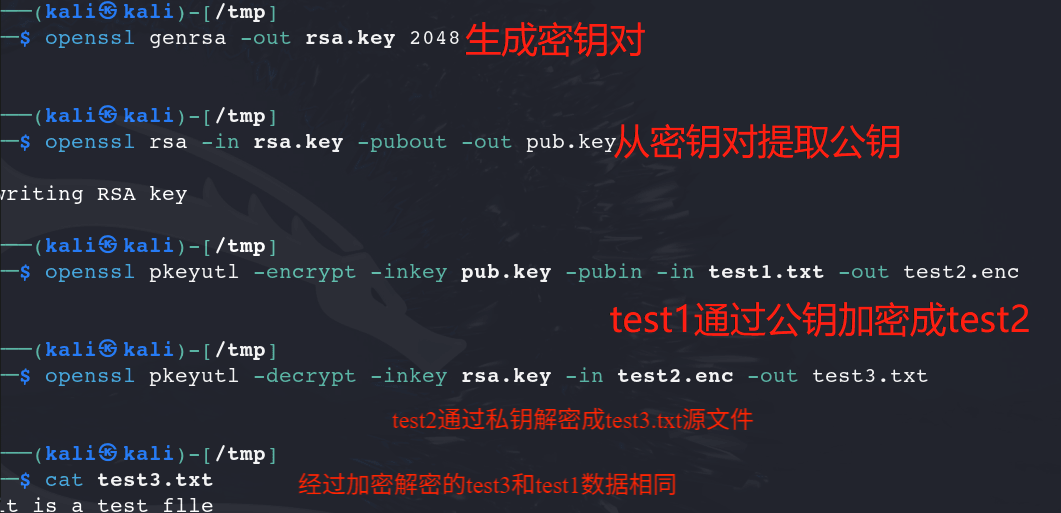 (kali㉿kali)-[/tmp]
$ openssl genrsa -out rsa.key 2048 生成密钥对
(kali㉿kali)-[/tmp]
$ openssl rsa -in rsa.key -pubout -out pub.key 从密钥对提取公钥
writing RSA key
(kali㉿kali)-[/tmp]
$ openssl pkeyutl -encrypt -inkey pub.key -pubin -in test1.txt -out test2.enc
test1通过公钥加密成test2
(kali㉿kali)-[/tmp]
$ openssl pkeyutl -decrypt -inkey rsa.key -in test2.enc -out test3.txt
test2通过私钥解密成test3.txt源文件
(kali㉿kali)-[/tmp]
$ cat test3.txt 经过加密解密的test3和test1数据相同
it is a test flle